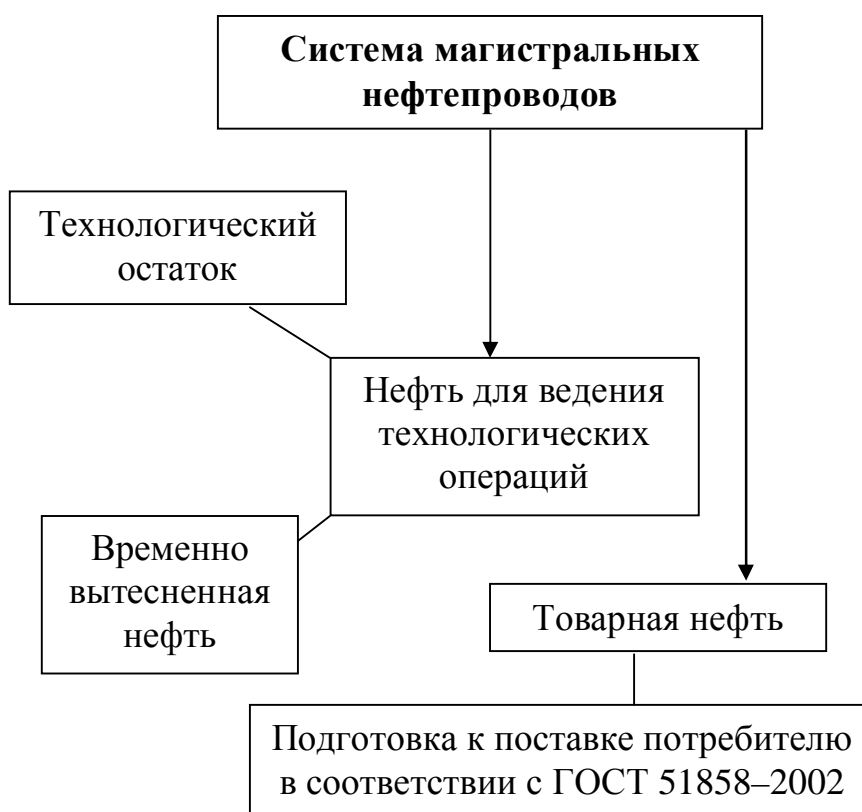 Система магистральных
нефтепроводов
Технологический
остаток
Нефть для ведения
технологических
операций
Временно
вытесненная
нефть
Товарная нефть
Подготовка к поставке потребителю
в соответствии с ГОСТ 51858–2002